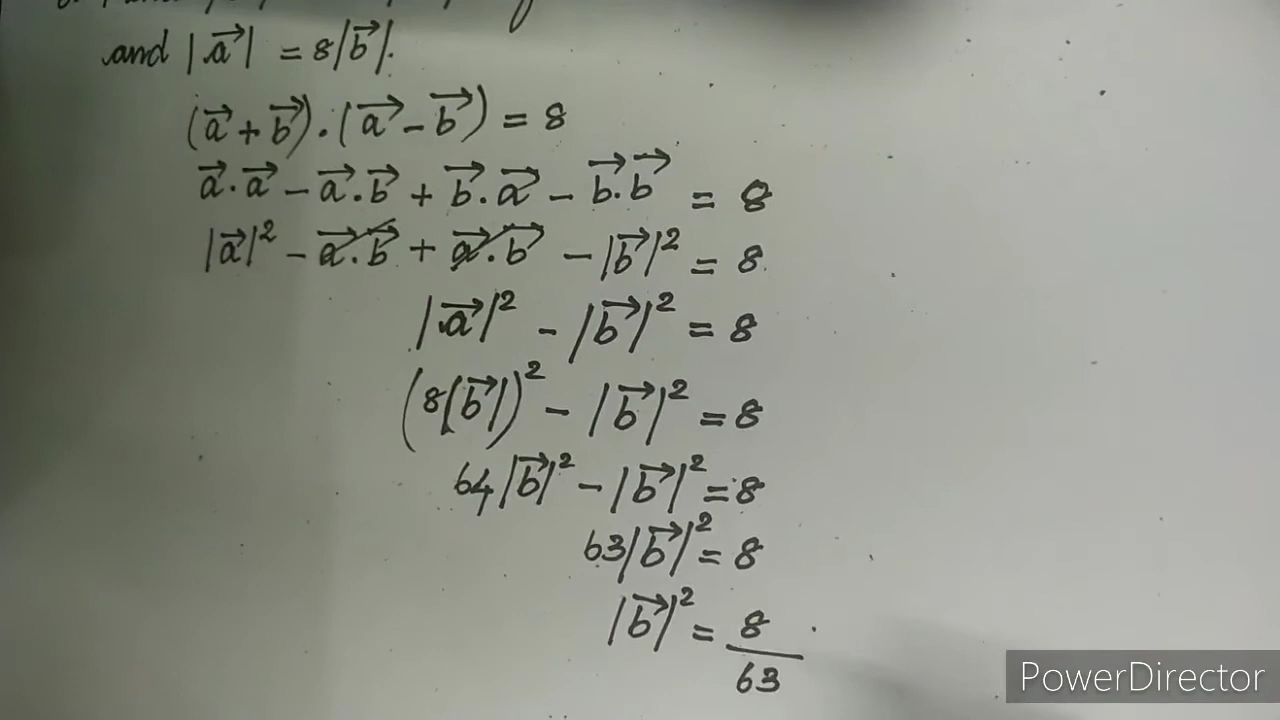 and |a⃗| = 8|b⃗|.
(a⃗ + b⃗) · (a⃗ - b⃗) = 8
a⃗ · a⃗ - a⃗ · b⃗ + b⃗ · a⃗ - b⃗ · b⃗ = 8
|a⃗|² - a⃗ · b⃗ + a⃗ · b⃗ - |b⃗|² = 8
|a⃗|² - |b⃗|² = 8
(8|b⃗|)² - |b⃗|² = 8
64|b⃗|² - |b⃗|² = 8
63|b⃗|² = 8
|b⃗|² = 8/63
PowerDirector